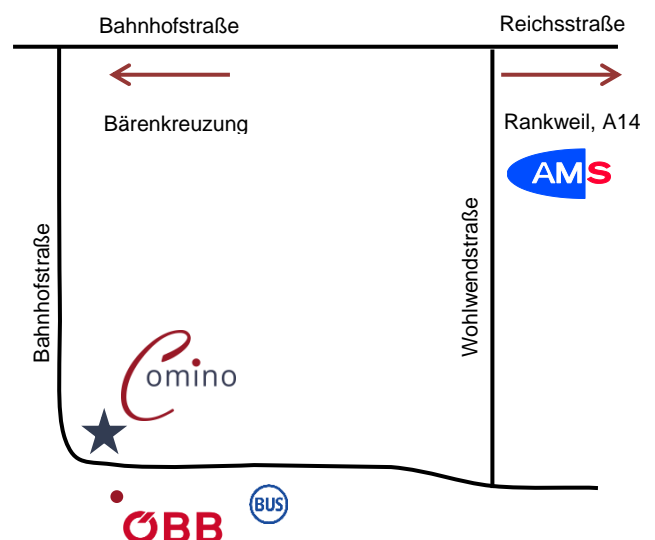 Bahnhofstraße
Reichsstraße
Bärenkreuzung
Rankweil, A14
AMS
Bahnhofstraße
Wohlwendstraße
Comino
BUS
ÖBB